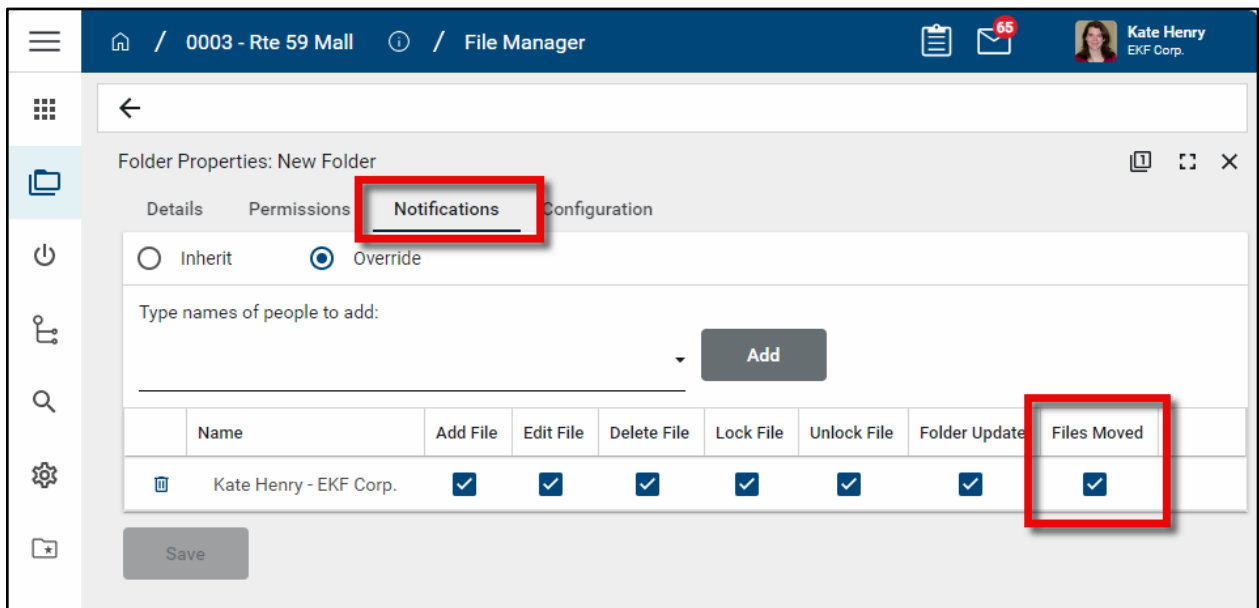 / 0003 - Rte 59 Mall / File Manager 65 Kate Henry
EKF Corp.
Folder Properties: New Folder 1
Details Permissions Notifications Configuration
Inherit Override
Type names of people to add:
Add
Name Add File Edit File Delete File Lock File Unlock File Folder Update Files Moved
Kate Henry - EKF Corp.
Save